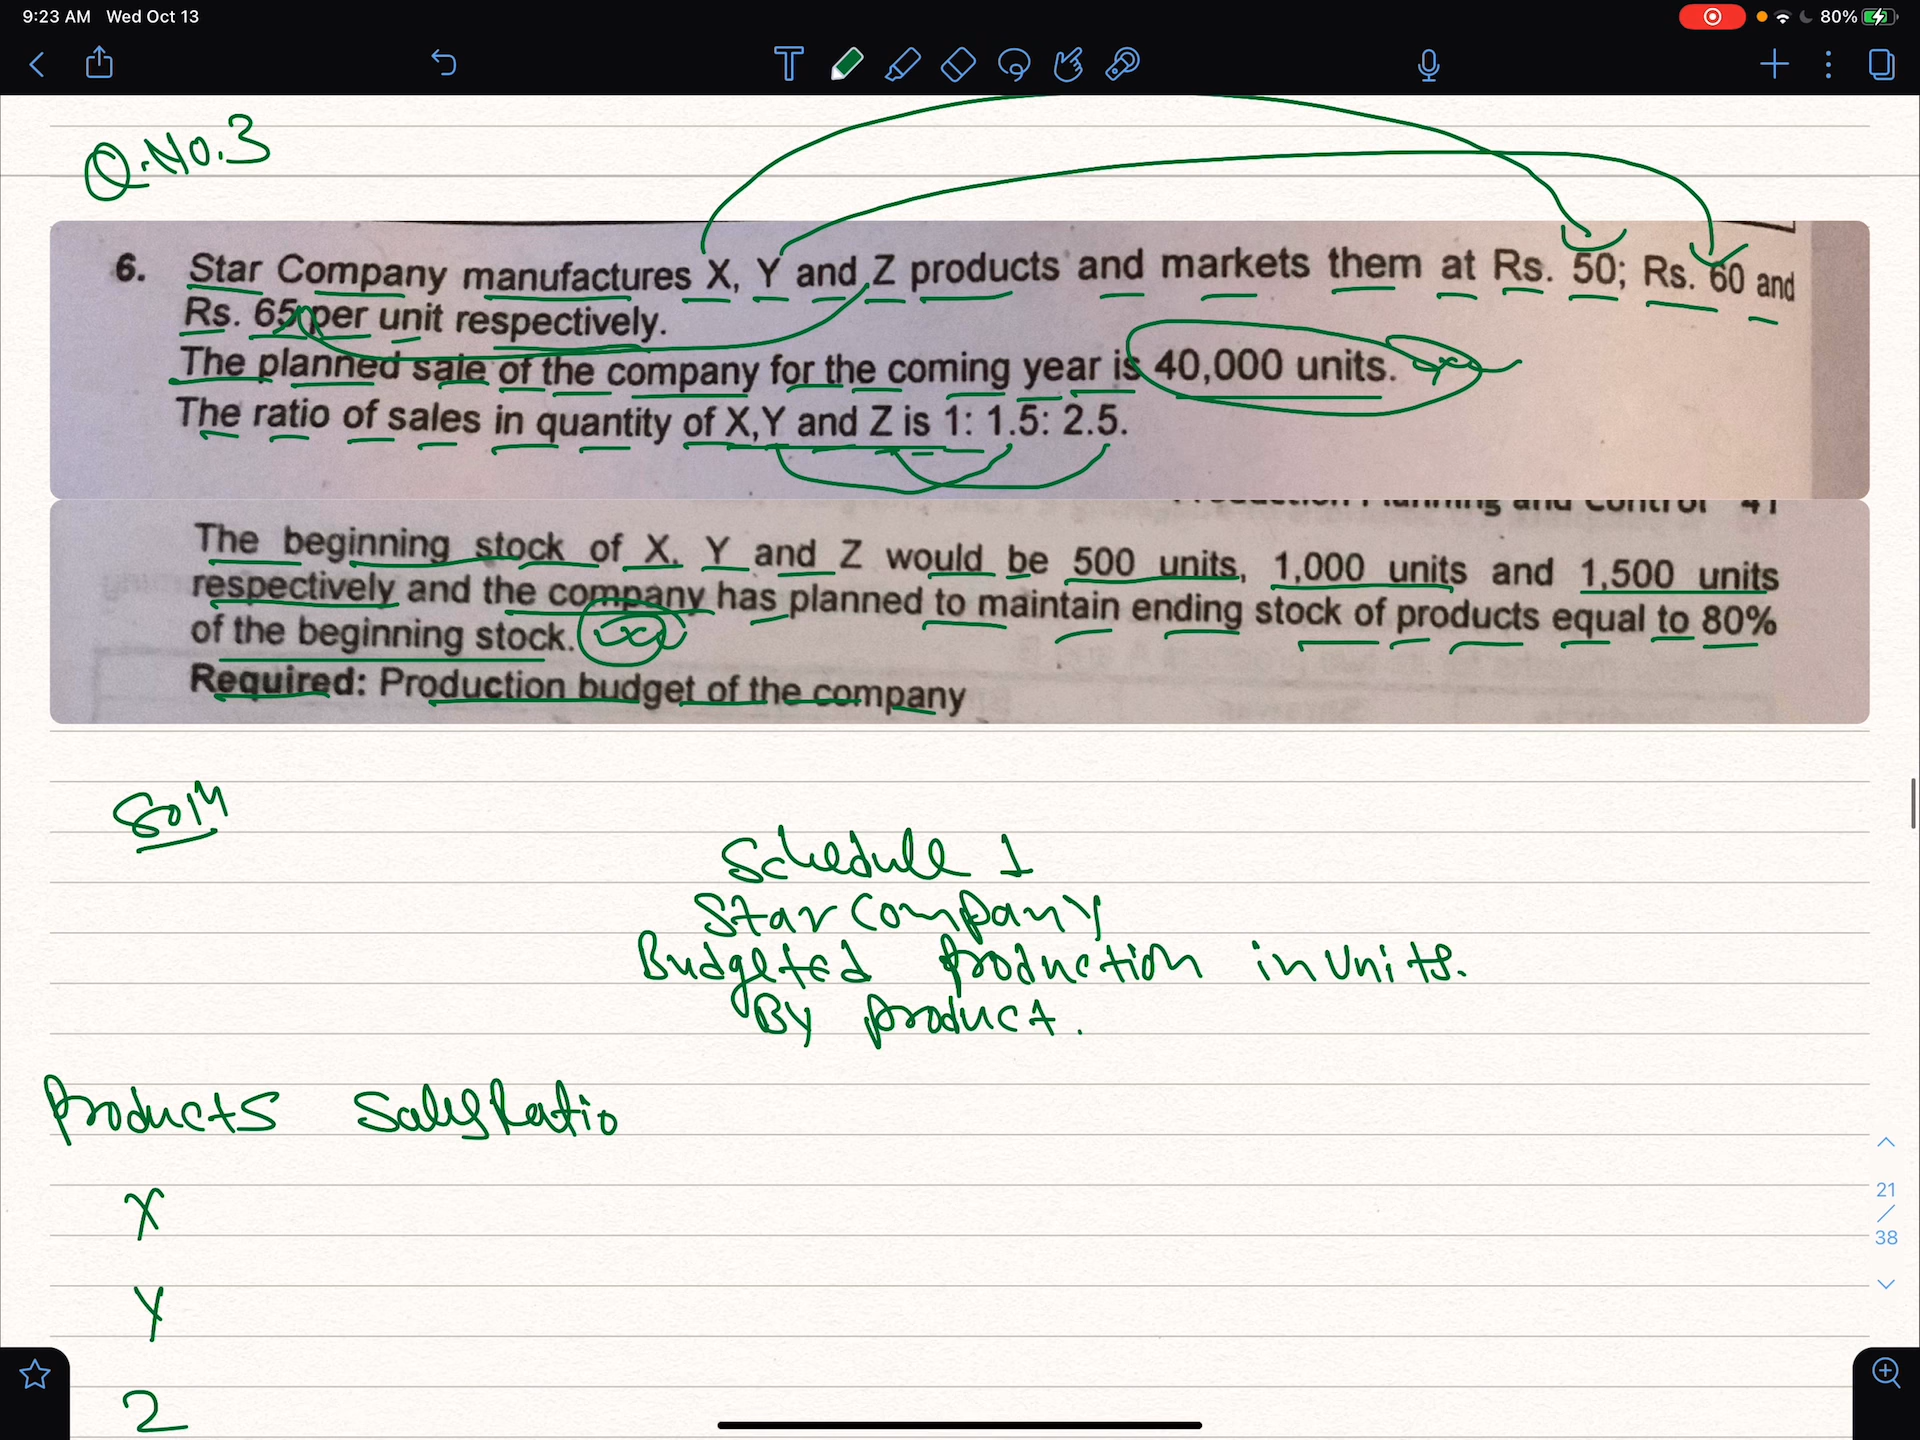 9:23 AM Wed Oct 13
80%
Q.No.3
6. Star Company manufactures X, Y and Z products and markets them at Rs. 50; Rs. 60 and
Rs. 65 per unit respectively.
The planned sale of the company for the coming year is 40,000 units.
The ratio of sales in quantity of X,Y and Z is 1: 1.5: 2.5.
Production Planning and Control 41
The beginning stock of X, Y and Z would be 500 units, 1,000 units and 1,500 units
respectively and the company has planned to maintain ending stock of products equal to 80%
of the beginning stock.
Required: Production budget of the company
Soln
Schedule 1
Star Company
Budgeted production in units.
By product.
Products Sales Ratio
X
Y
Z
21
/
38